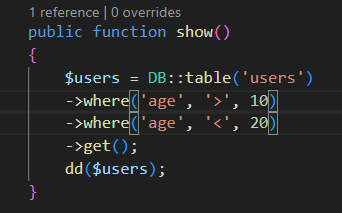 1 reference | 0 overrides
public function show()
{
    $users = DB::table('users')
    ->where('age', '>', 10)
    ->where('age', '<', 20)
    ->get();
    dd($users);
}